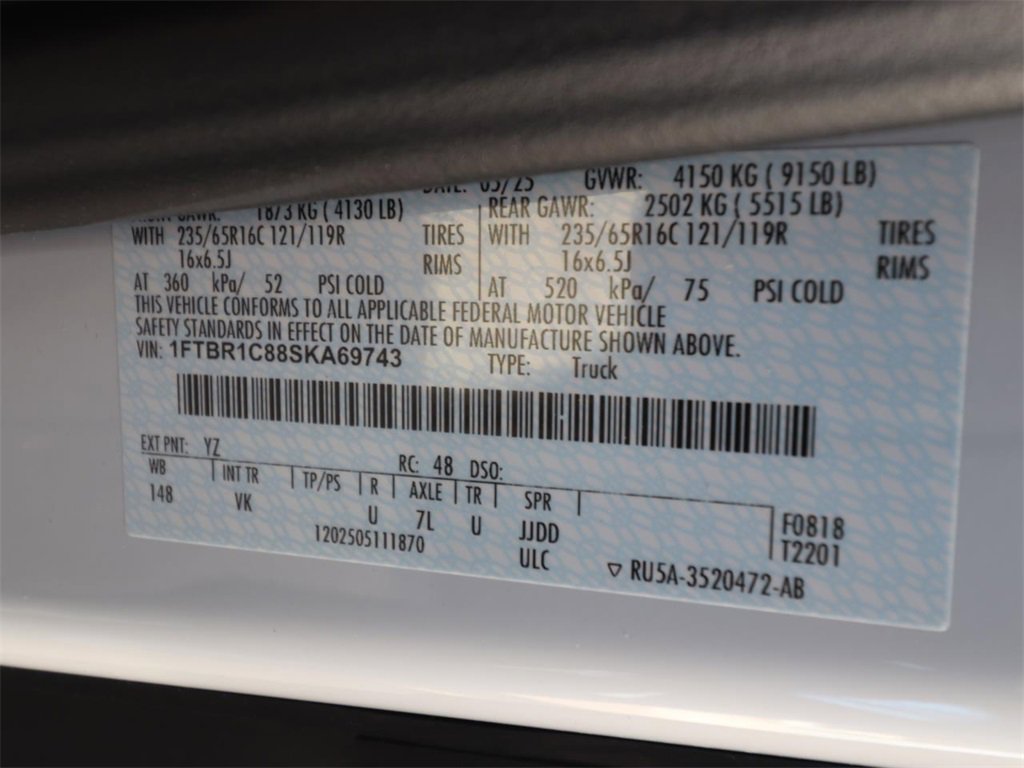 DATE: 05/25 GVWR: 4150 KG ( 9150 LB)
FRONT GAWR: 1873 KG ( 4130 LB) REAR GAWR: 2502 KG ( 5515 LB)
WITH 235/65R16C 121/119R TIRES WITH 235/65R16C 121/119R TIRES
16x6.5J RIMS 16x6.5J RIMS
AT 360 kPa/ 52 PSI COLD AT 520 kPa/ 75 PSI COLD
THIS VEHICLE CONFORMS TO ALL APPLICABLE FEDERAL MOTOR VEHICLE
SAFETY STANDARDS IN EFFECT ON THE DATE OF MANUFACTURE SHOWN ABOVE.
VIN: 1FTBR1C88SKA69743 TYPE: Truck
EXT PNT: YZ RC: 48 DSO:
WB INT TR TP/PS R AXLE TR SPR
148 VK U 7L U JJDD F0818
1202505111870 ULC T2201
▽ RU5A-3520472-AB